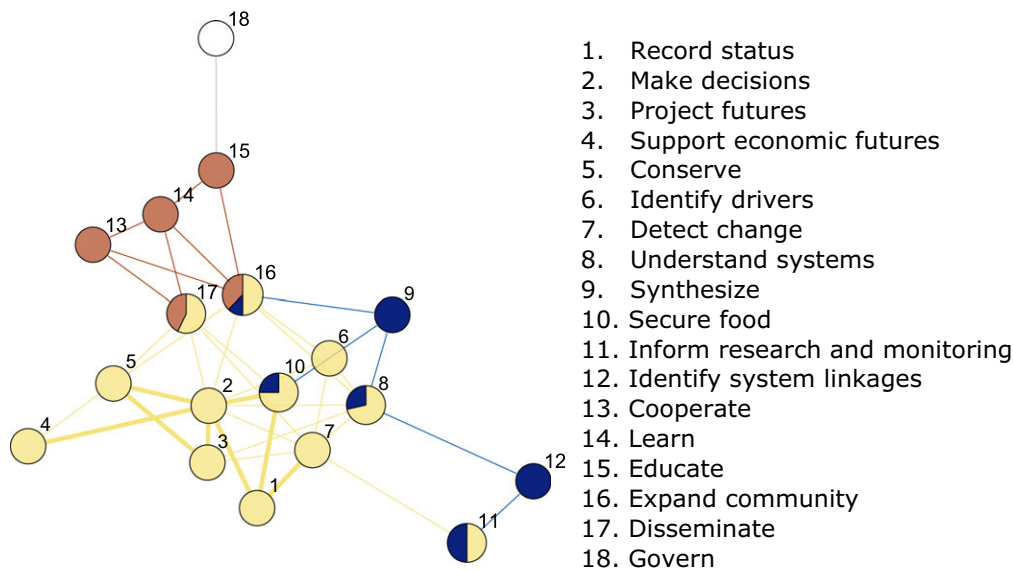 18
15
14
13
16
17
9
6
5
10
8
2
4
3
7
12
1
11
1. Record status
2. Make decisions
3. Project futures
4. Support economic futures
5. Conserve
6. Identify drivers
7. Detect change
8. Understand systems
9. Synthesize
10. Secure food
11. Inform research and monitoring
12. Identify system linkages
13. Cooperate
14. Learn
15. Educate
16. Expand community
17. Disseminate
18. Govern